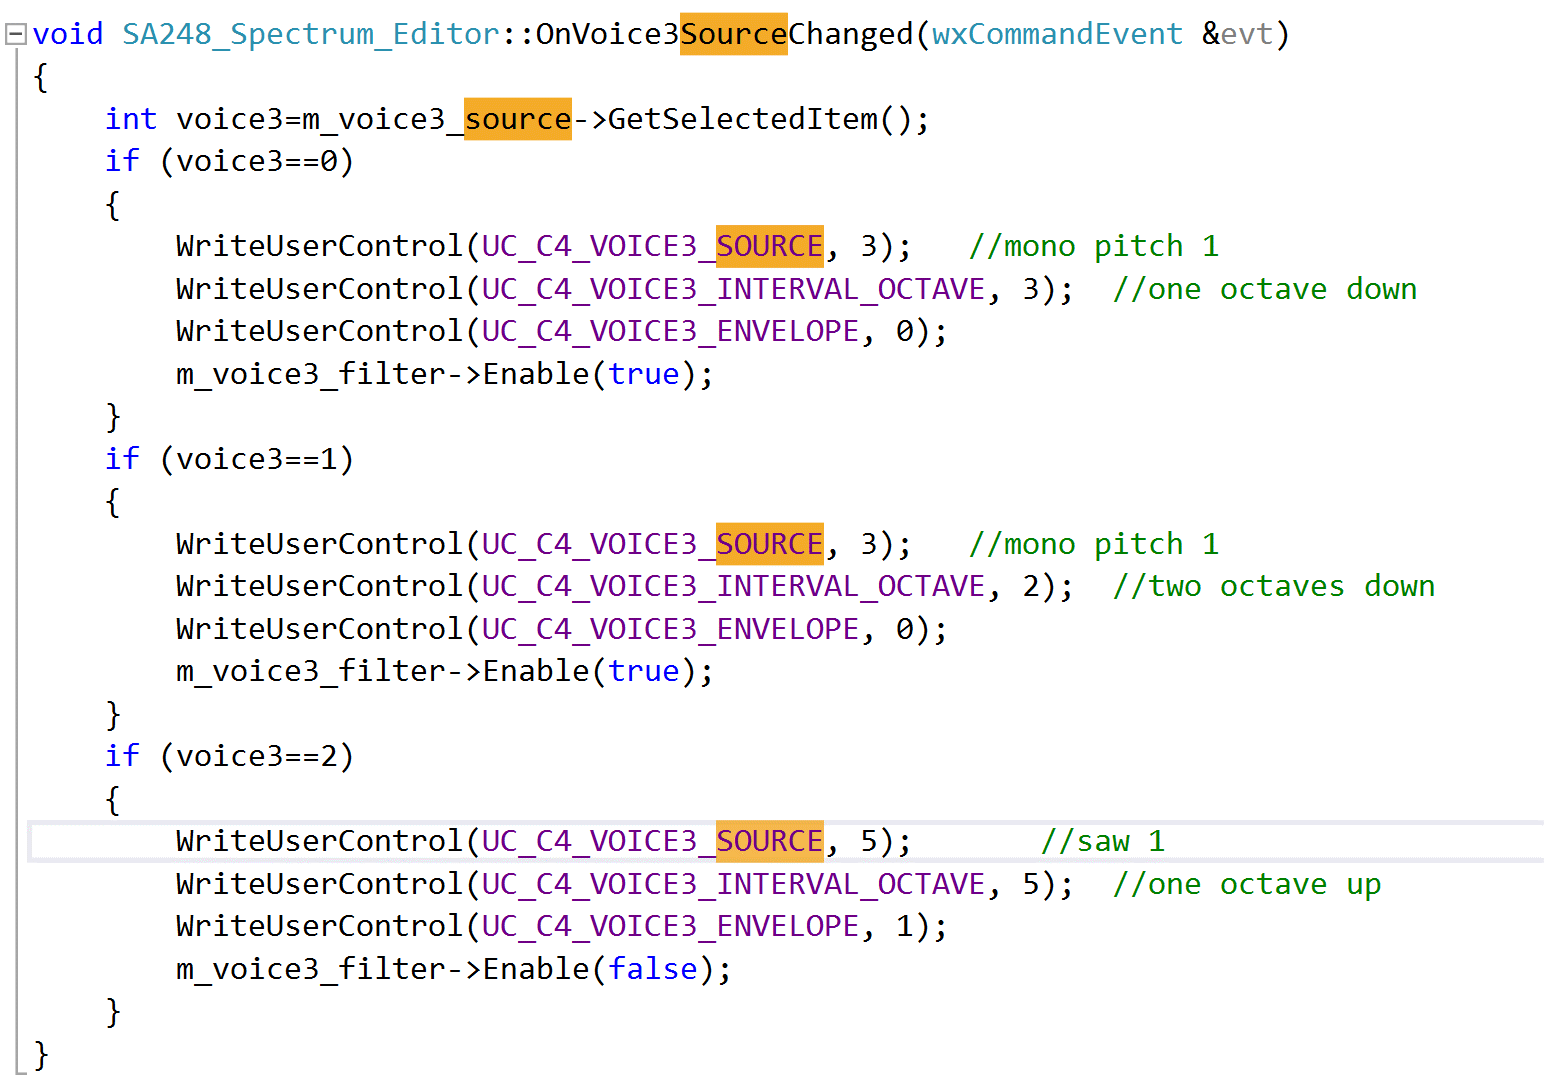 void SA248_Spectrum_Editor::OnVoice3SourceChanged(wxCommandEvent &evt)
{
    int voice3=m_voice3_source->GetSelectedItem();
    if (voice3==0)
    {
        WriteUserControl(UC_C4_VOICE3_SOURCE, 3);   //mono pitch 1
        WriteUserControl(UC_C4_VOICE3_INTERVAL_OCTAVE, 3);  //one octave down
        WriteUserControl(UC_C4_VOICE3_ENVELOPE, 0);
        m_voice3_filter->Enable(true);
    }
    if (voice3==1)
    {
        WriteUserControl(UC_C4_VOICE3_SOURCE, 3);   //mono pitch 1
        WriteUserControl(UC_C4_VOICE3_INTERVAL_OCTAVE, 2);  //two octaves down
        WriteUserControl(UC_C4_VOICE3_ENVELOPE, 0);
        m_voice3_filter->Enable(true);
    }
    if (voice3==2)
    {
        WriteUserControl(UC_C4_VOICE3_SOURCE, 5);       //saw 1
        WriteUserControl(UC_C4_VOICE3_INTERVAL_OCTAVE, 5);  //one octave up
        WriteUserControl(UC_C4_VOICE3_ENVELOPE, 1);
        m_voice3_filter->Enable(false);
    }
}